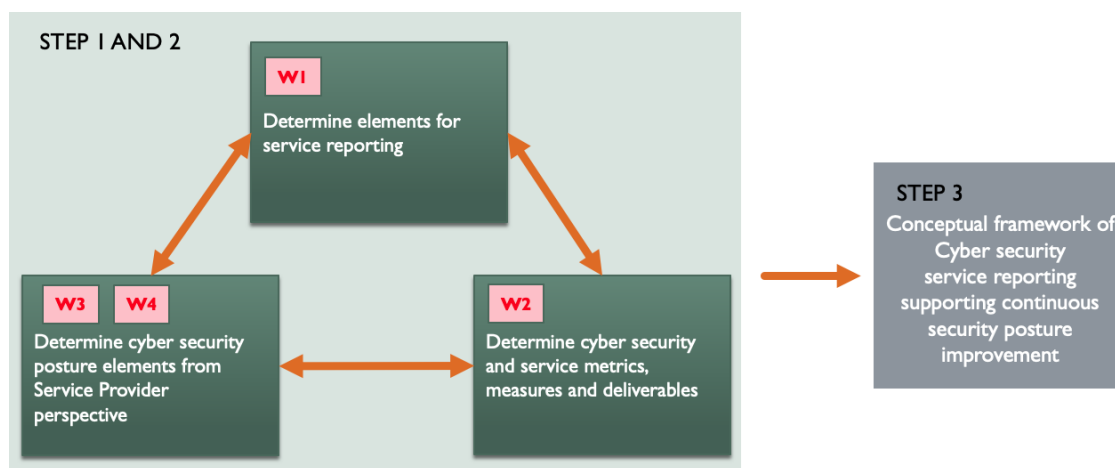 STEP 1 AND 2
W1
Determine elements for
service reporting
W3 W4
Determine cyber security
posture elements from
Service Provider
perspective
W2
Determine cyber security
and service metrics,
measures and deliverables
STEP 3
Conceptual framework of
Cyber security
service reporting
supporting continuous
security posture
improvement